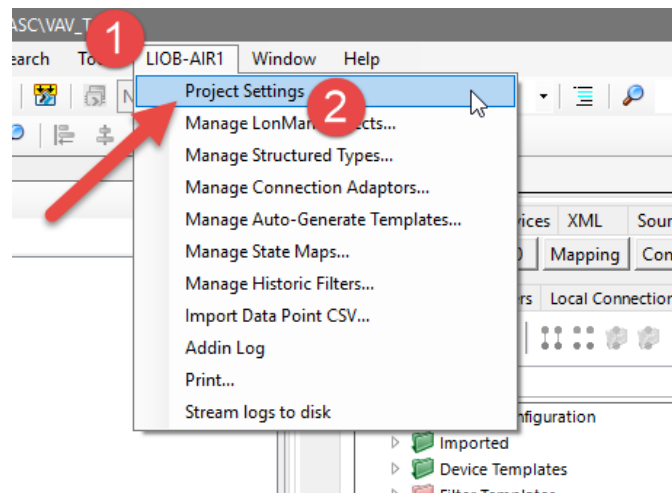 ASC\VAV_T
1
earch To LIOB-AIR1 Window Help
Project Settings
2
Manage LonMan ects...
Manage Structured Types...
Manage Connection Adaptors...
Manage Auto-Generate Templates...
vices XML Sour
Manage State Maps...
Mapping Con
Manage Historic Filters...
rs Local Connection
Import Data Point CSV...
Addin Log
Print...
Stream logs to disk
nfiguration
Imported
Device Templates